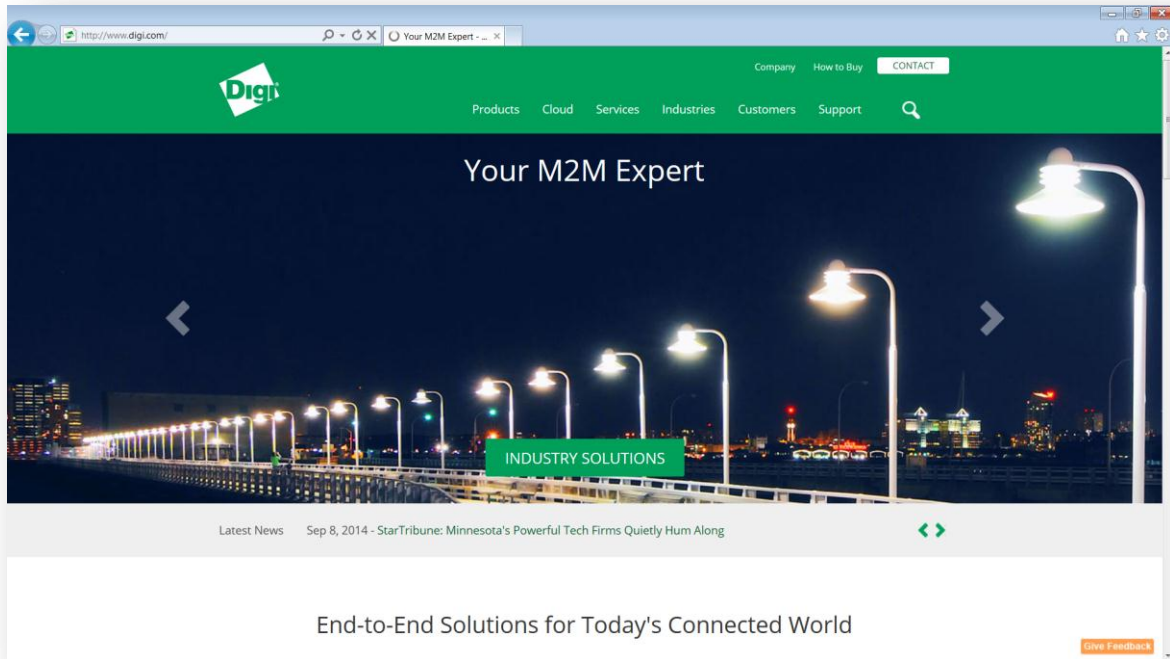 http://www.digi.com/
Your M2M Expert - ...
Company How to Buy CONTACT
Digi
Products Cloud Services Industries Customers Support
Your M2M Expert
INDUSTRY SOLUTIONS
Latest News Sep 8, 2014 - StarTribune: Minnesota's Powerful Tech Firms Quietly Hum Along
End-to-End Solutions for Today's Connected World
Give Feedback